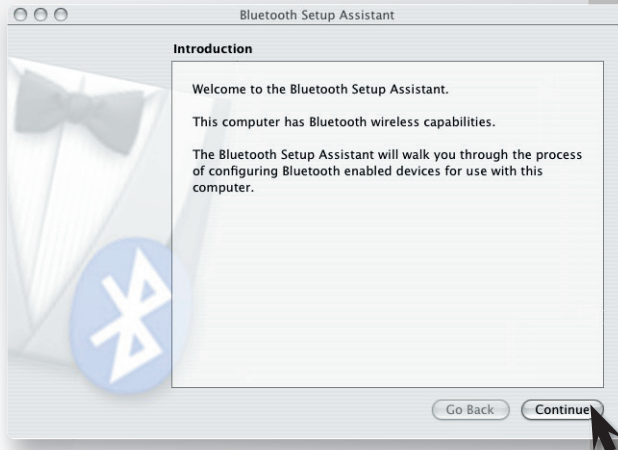 Bluetooth Setup Assistant
Introduction
Welcome to the Bluetooth Setup Assistant.
This computer has Bluetooth wireless capabilities.
The Bluetooth Setup Assistant will walk you through the process
of configuring Bluetooth enabled devices for use with this
computer.
Go Back
Continue